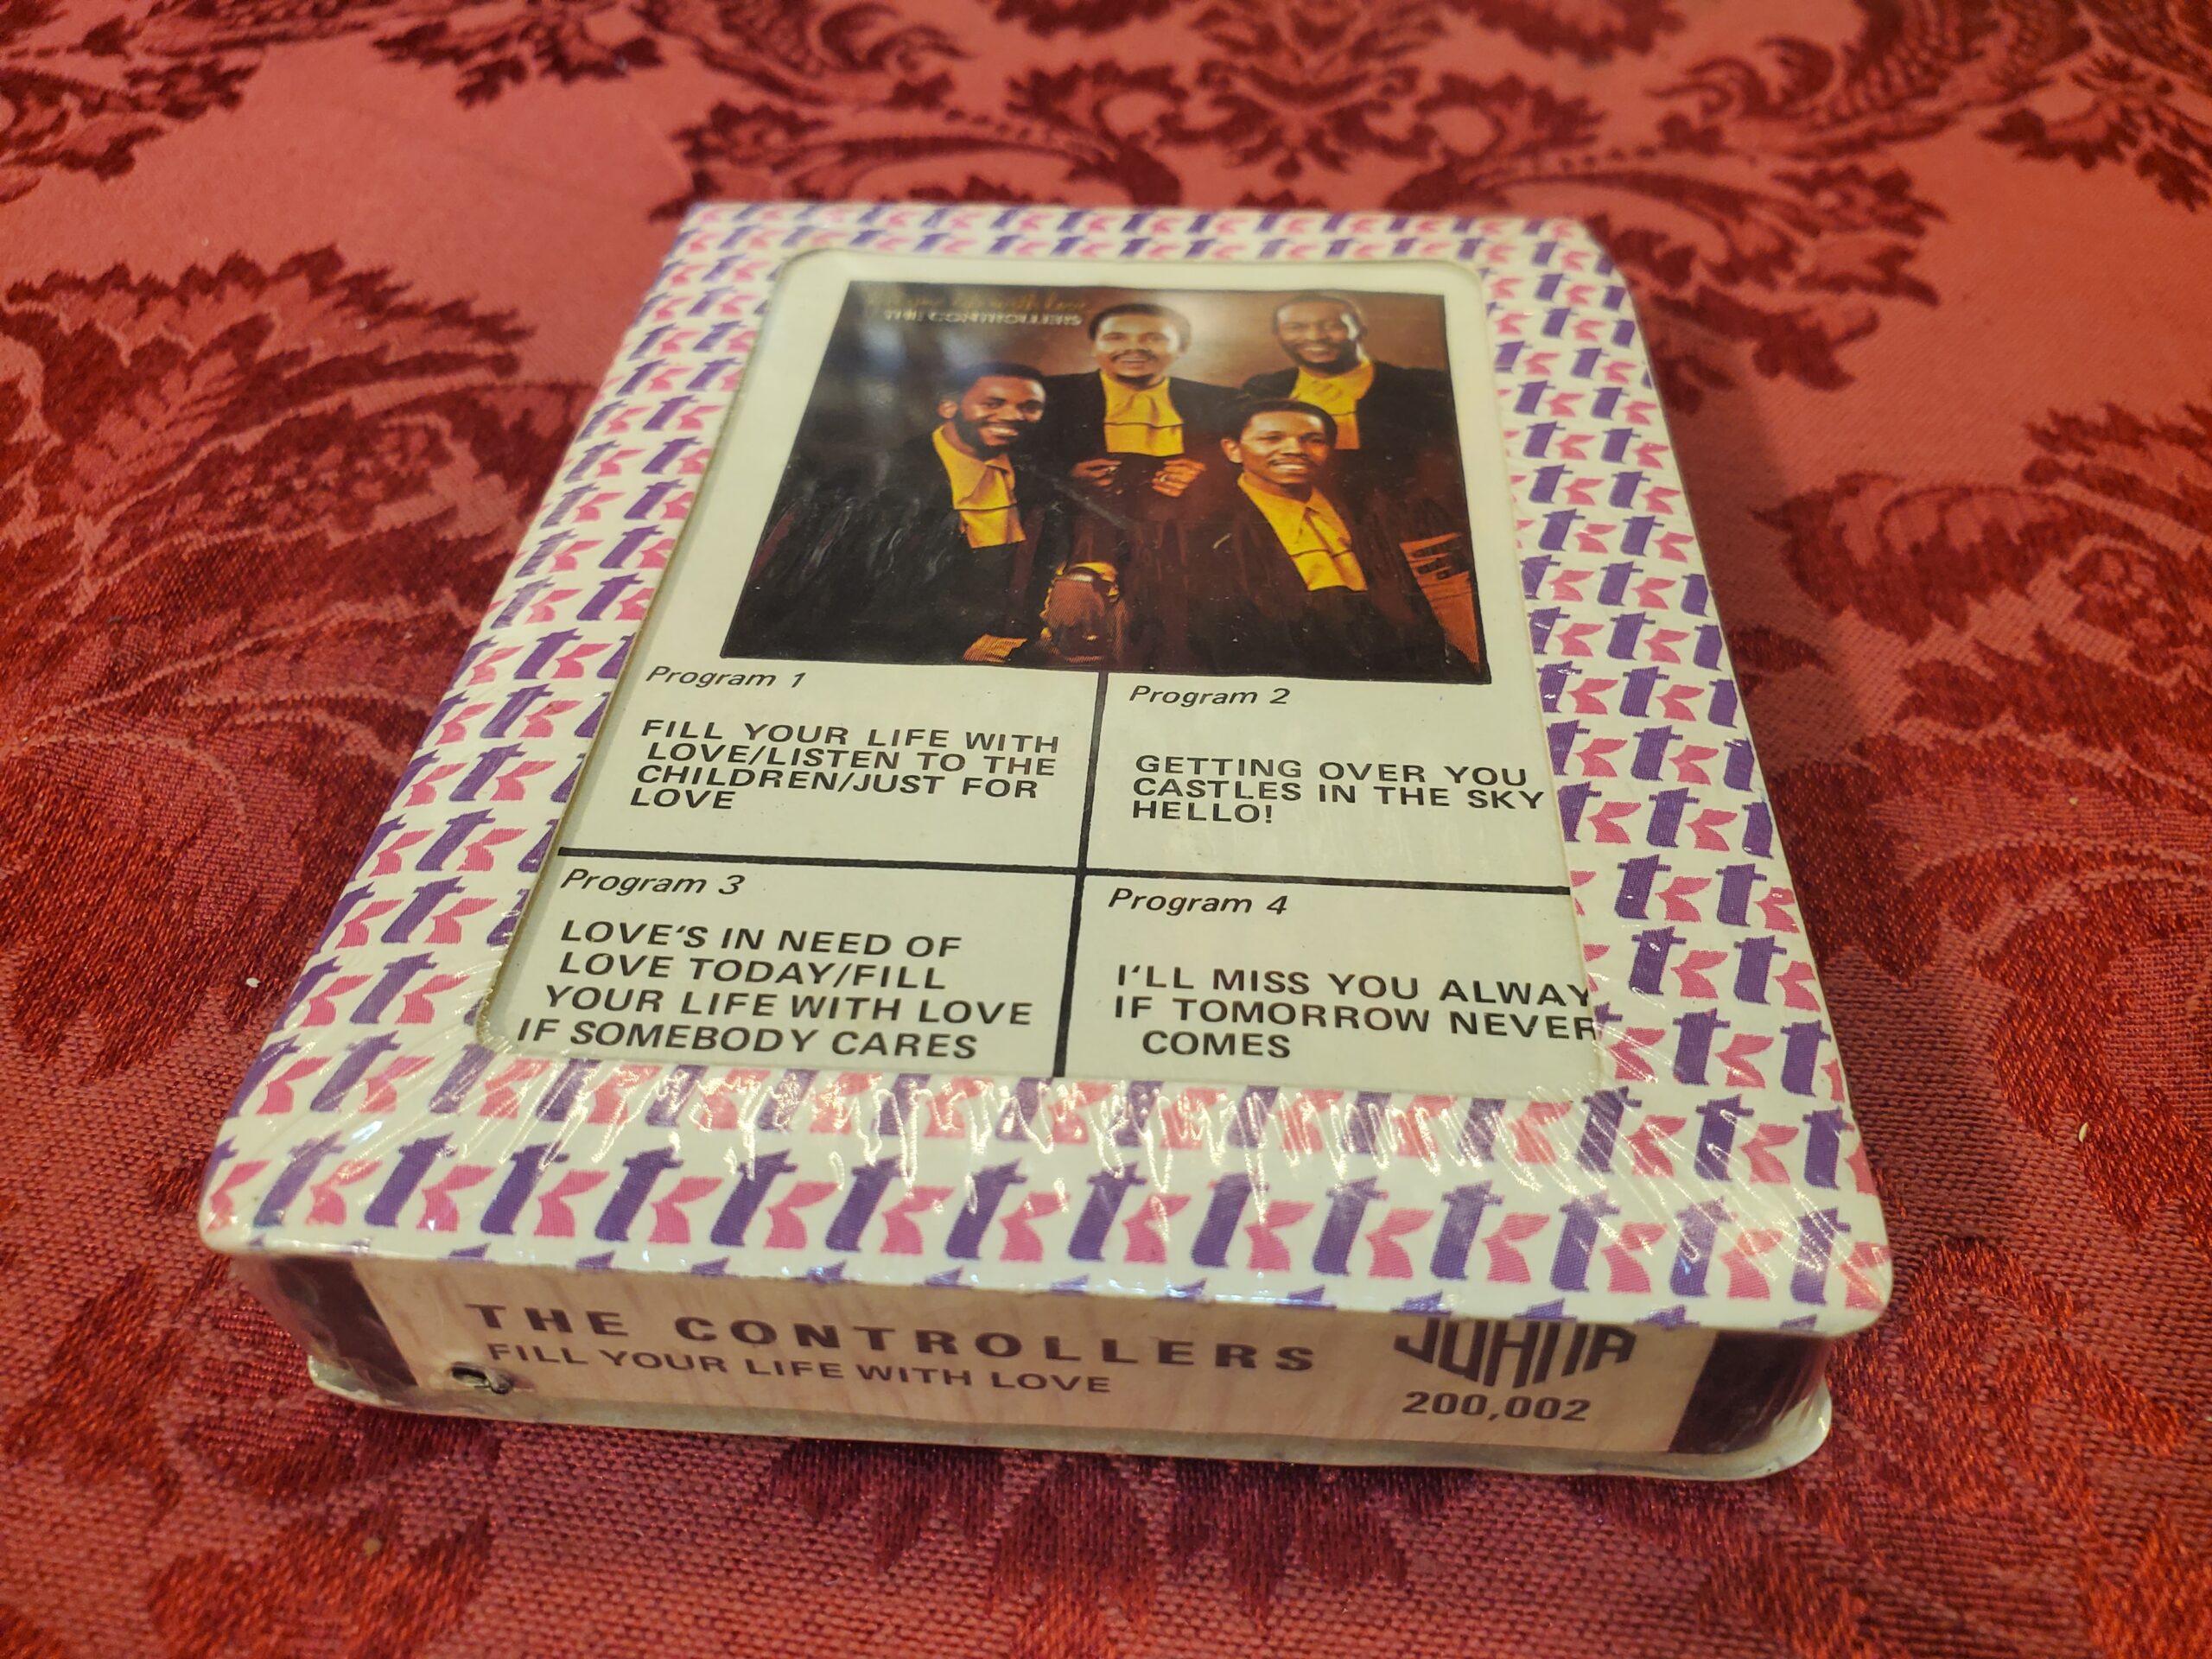 THE CONTROLLERS
Program 1
FILL YOUR LIFE WITH
LOVE/LISTEN TO THE
CHILDREN/JUST FOR
LOVE
Program 2
GETTING OVER YOU
CASTLES IN THE SKY
HELLO!
Program 3
LOVE'S IN NEED OF
LOVE TODAY/FILL
YOUR LIFE WITH LOVE
IF SOMEBODY CARES
Program 4
I'LL MISS YOU ALWAY
IF TOMORROW NEVER
COMES
THE CONTROLLERS
FILL YOUR LIFE WITH LOVE
JUANA
200,002